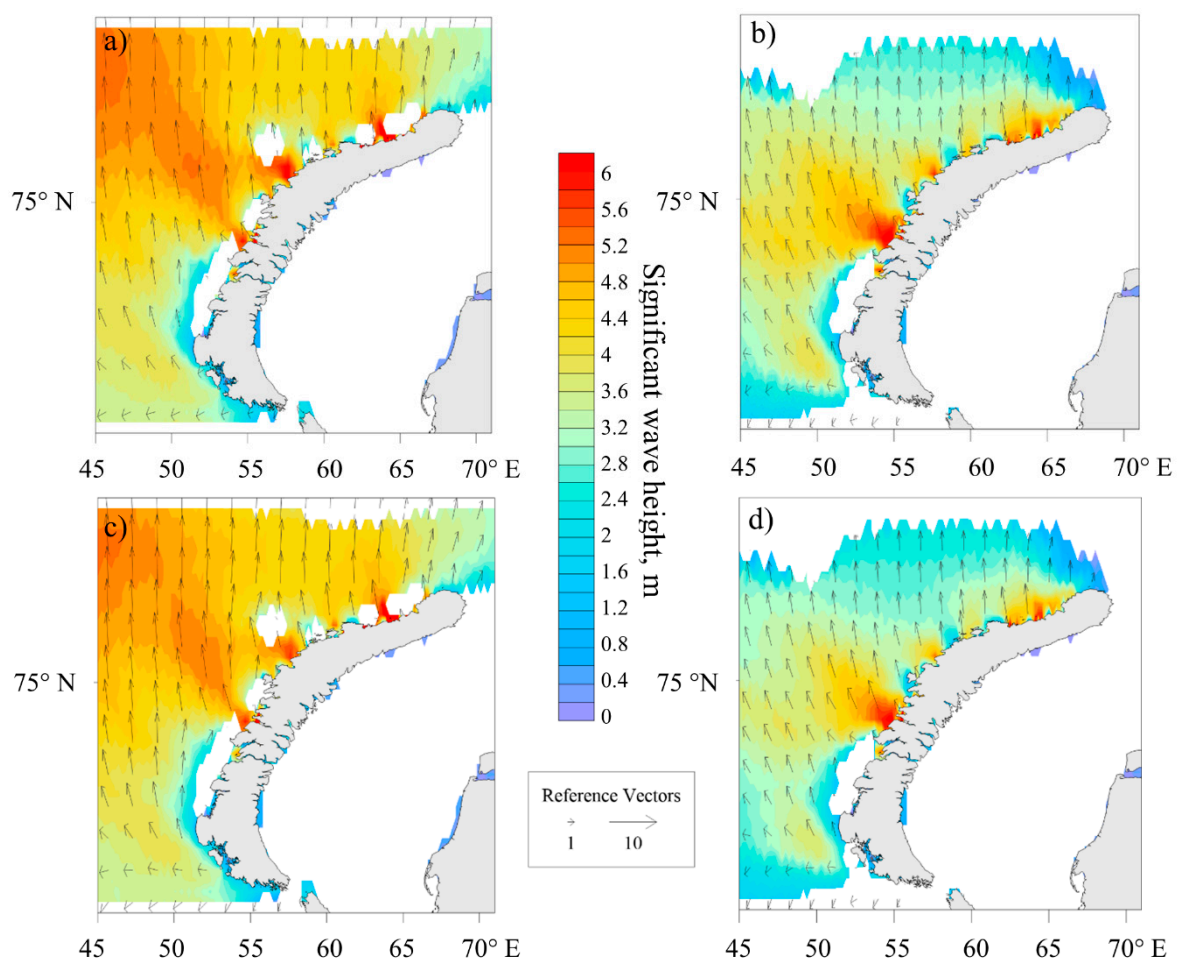 a)
75° N
45 50 55 60 65 70° E
b)
75° N
45 50 55 60 65 70° E
6
5.6
5.2
4.8
4.4
4
3.6
3.2
2.8
2.4
2
1.6
1.2
0.8
0.4
0
Significant wave height, m
c)
75° N
45 50 55 60 65 70° E
Reference Vectors
1 10
d)
75 °N
45 50 55 60 65 70° E